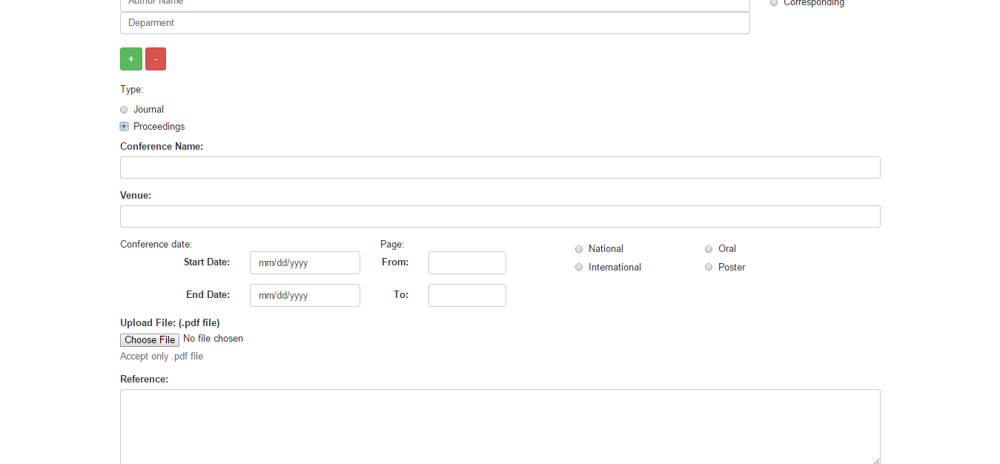 Author Name
Corresponding
Deparment
+ -
Type:
Journal
Proceedings
Conference Name:
Venue:
Conference date: Page:
National Oral
Start Date: mm/dd/yyyy From:
International Poster
End Date: mm/dd/yyyy To:
Upload File: (.pdf file)
Choose File No file chosen
Accept only .pdf file
Reference: